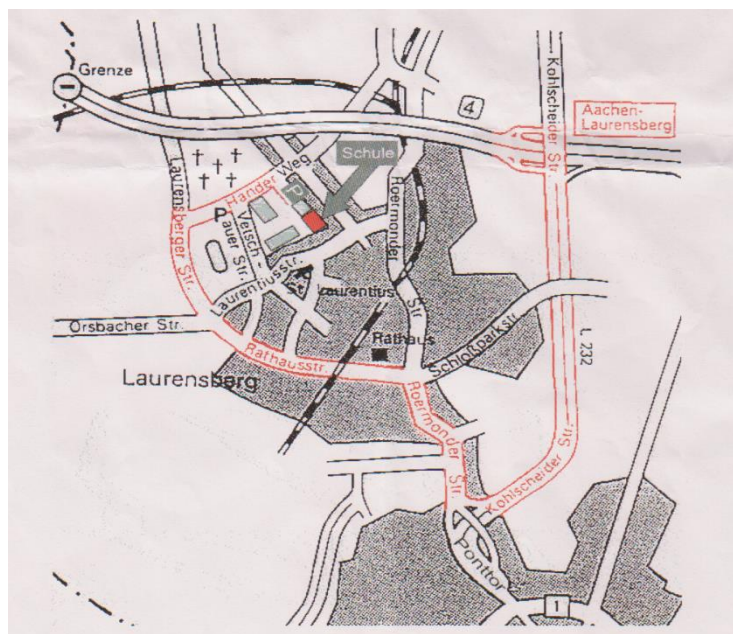 Grenze
4
Kohlscheider Str.
Aachen-
Laurensberg
Schule
P
Hander Weg
Laurensberger Str.
P
Vetsch-
auer Str.
Roermonder
Str
Laurentiusstr.
St. Laurentius
Orsbacher Str.
Rathaus
Schloßparkstr.
L 232
Rathausstr.
Laurensberg
Roermonder
Str.
Kohlscheider Str.
Ponttor
1